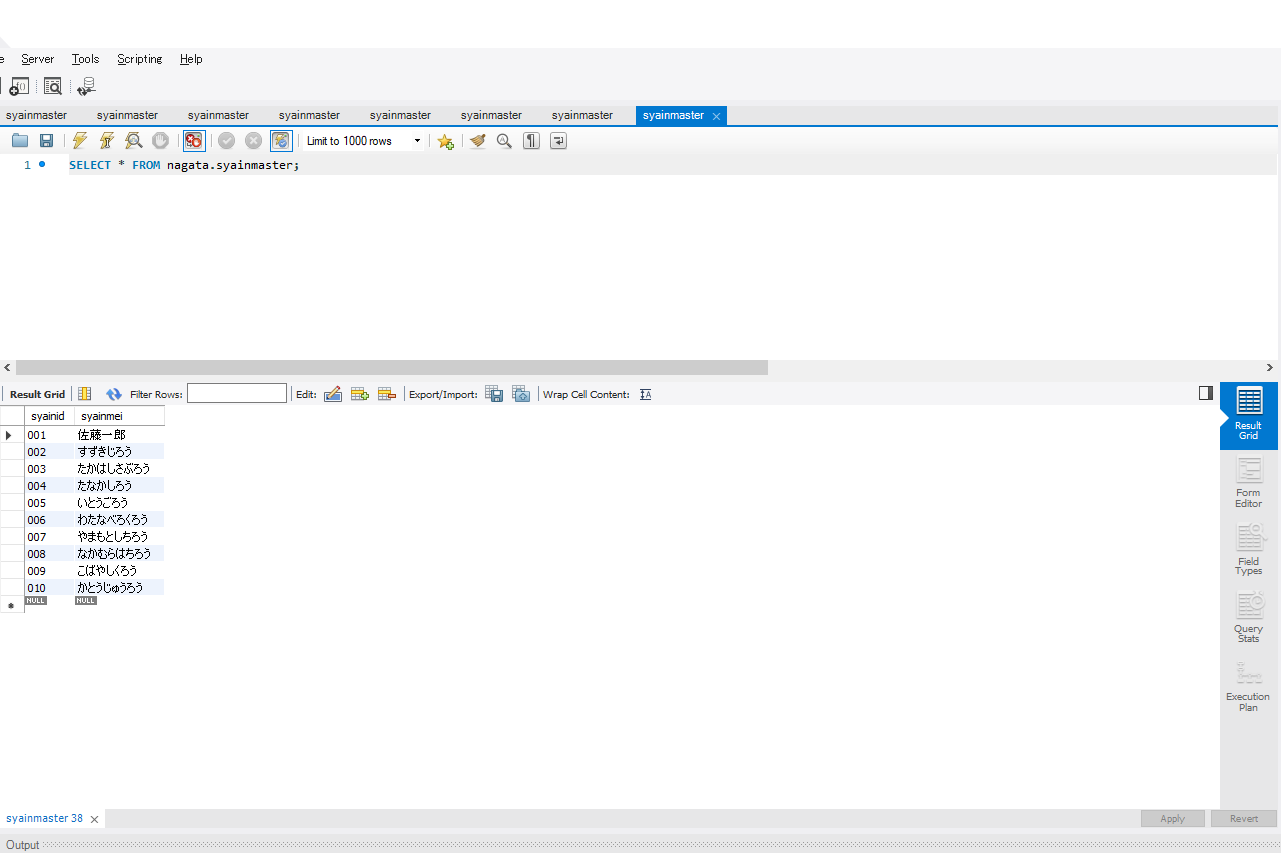 Server Tools Scripting Help
syainmaster syainmaster syainmaster syainmaster syainmaster syainmaster syainmaster syainmaster
Limit to 1000 rows
1 SELECT * FROM nagata.syainmaster;
Result Grid Filter Rows: Edit: Export/Import: Wrap Cell Content:
syainid syainmei
001 佐藤一郎
002 すずきじろう
003 たかはしさぶろう
004 たなかしろう
005 いとうごろう
006 わたなべろくろう
007 やまもとしちろう
008 なかむらはちろう
009 こばやしくろう
010 かとうじゅうろう
NULL NULL
Result
Grid
Form
Editor
Field
Types
Query
Stats
Execution
Plan
syainmaster 38
Apply Revert
Output